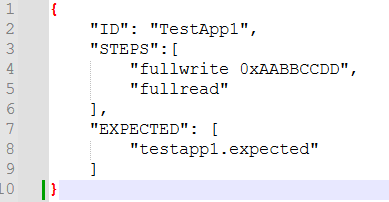 1 {
2     "ID": "TestApp1",
3     "STEPS":[
4         "fullwrite 0xAABBCCDD",
5         "fullread"
6     ],
7     "EXPECTED": [
8         "testapp1.expected"
9     ]
10 }